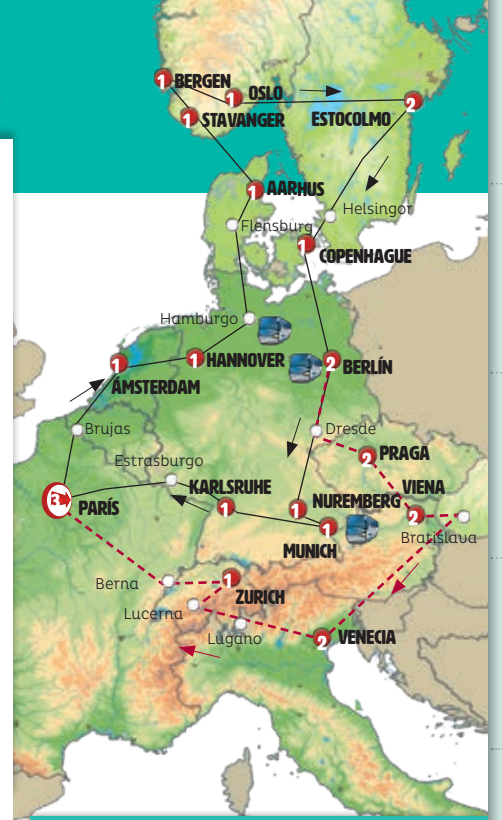 1 BERGEN
1 OSLO
1 STAVANGER
ESTOCOLMO 2
1 AARHUS
Helsingor
Flensburg
1 COPENHAGUE
Hamburgo
1 HANNOVER
2 BERLÍN
1 ÁMSTERDAM
Brujas
Dresde
2 PRAGA
Estrasburgo
KARLSRUHE 1
1 NUREMBERG
VIENA 2
3 PARÍS
Bratislava
MUNICH 1
Berna
1 ZURICH
Lucerna
Lugano
2 VENECIA